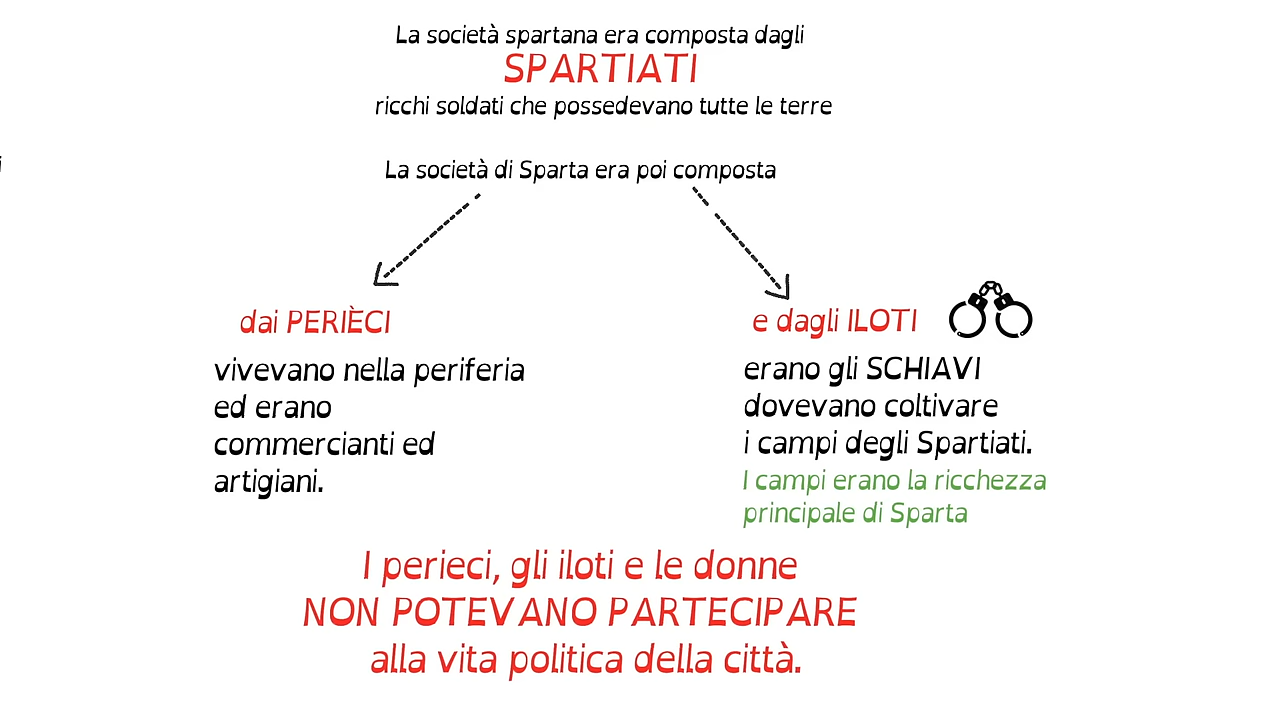 La società spartana era composta dagli
SPARTIATI
ricchi soldati che possedevano tutte le terre
La società di Sparta era poi composta
dai PERIÈCI
vivevano nella periferia
ed erano
commercianti ed
artigiani.
e dagli ILOTI
erano gli SCHIAVI
dovevano coltivare
i campi degli Spartiati.
I campi erano la ricchezza
principale di Sparta
I perieci, gli iloti e le donne
NON POTEVANO PARTECIPARE
alla vita politica della città.